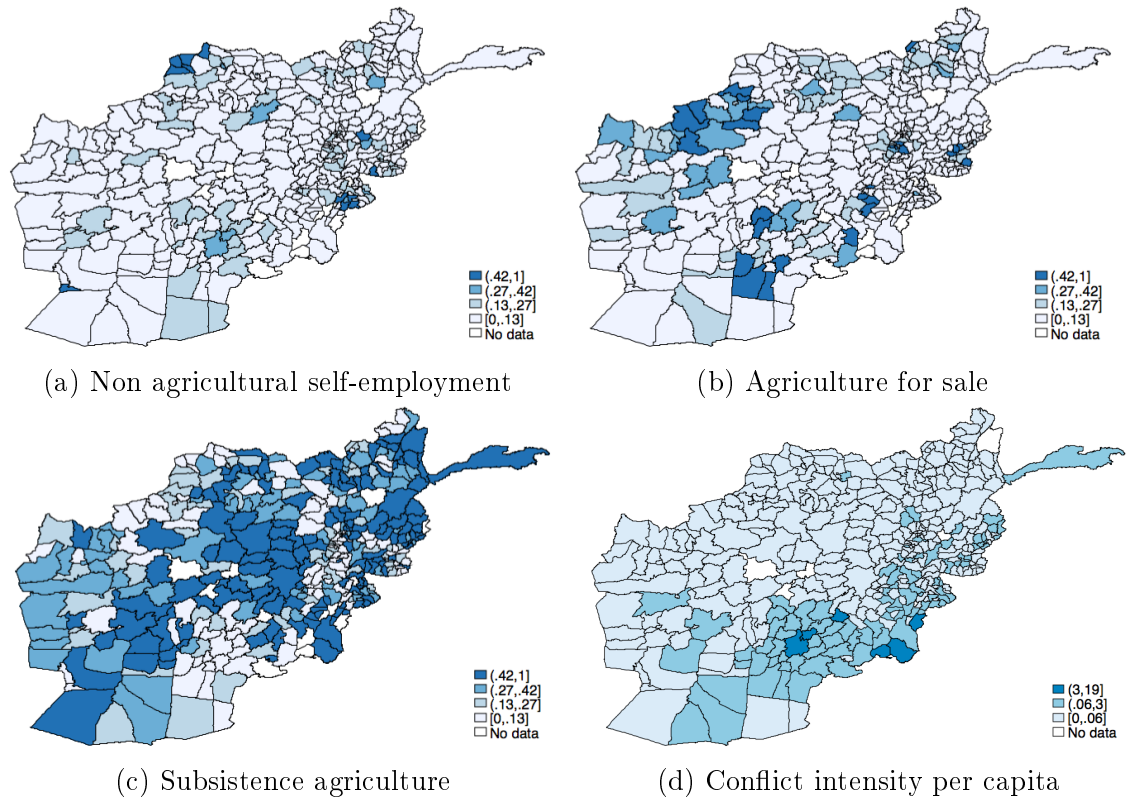 (.42,1]
(.27,.42]
(.13,.27]
[0,.13]
No data
(a) Non agricultural self-employment
(.42,1]
(.27,.42]
(.13,.27]
[0,.13]
No data
(b) Agriculture for sale
(.42,1]
(.27,.42]
(.13,.27]
[0,.13]
No data
(c) Subsistence agriculture
(3,19]
(.06,3]
[0,.06]
No data
(d) Conflict intensity per capita